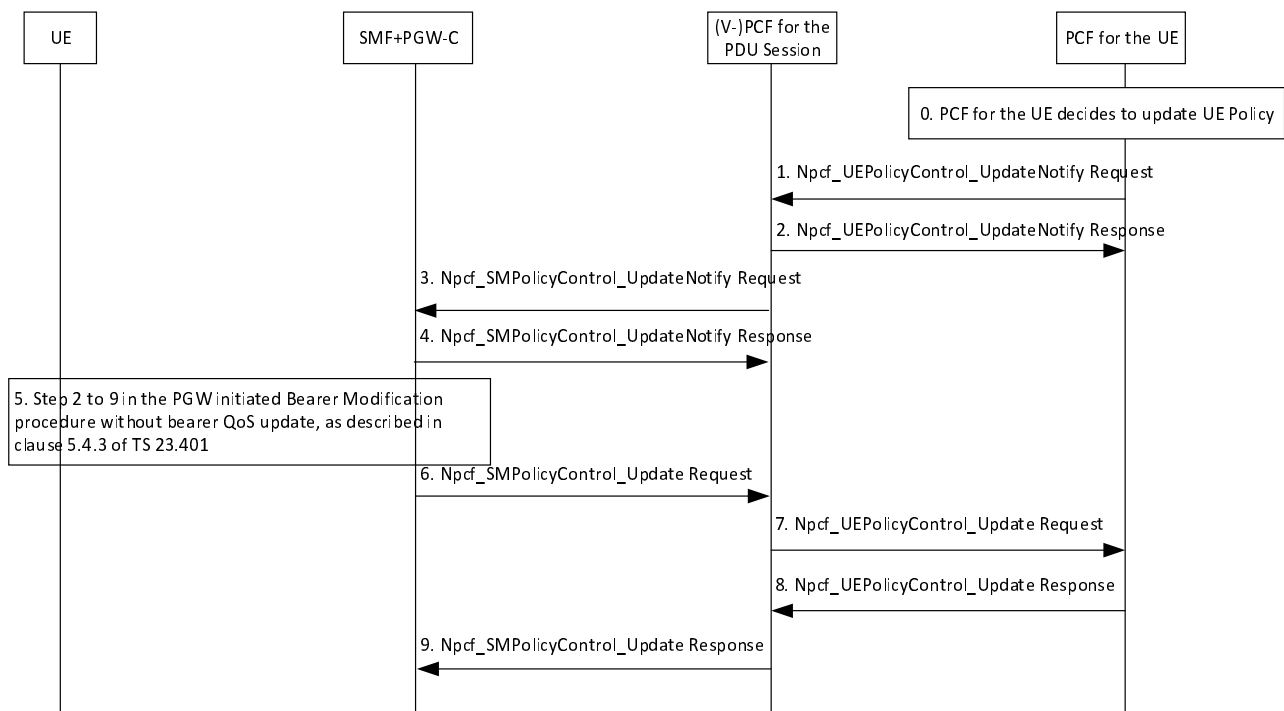 UE
SMF+PGW-C
(V-)PCF for the
PDU Session
PCF for the UE
0. PCF for the UE decides to update UE Policy
1. Npcf_UEPolicyControl_UpdateNotify Request
2. Npcf_UEPolicyControl_UpdateNotify Response
3. Npcf_SMPolicyControl_UpdateNotify Request
4. Npcf_SMPolicyControl_UpdateNotify Response
5. Step 2 to 9 in the PGW initiated Bearer Modification
procedure without bearer QoS update, as described in
clause 5.4.3 of TS 23.401
6. Npcf_SMPolicyControl_Update Request
7. Npcf_UEPolicyControl_Update Request
8. Npcf_UEPolicyControl_Update Response
9. Npcf_SMPolicyControl_Update Response